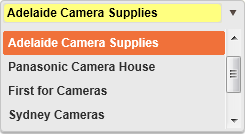 Adelaide Camera Supplies
Adelaide Camera Supplies
Panasonic Camera House
First for Cameras
Sydney Cameras